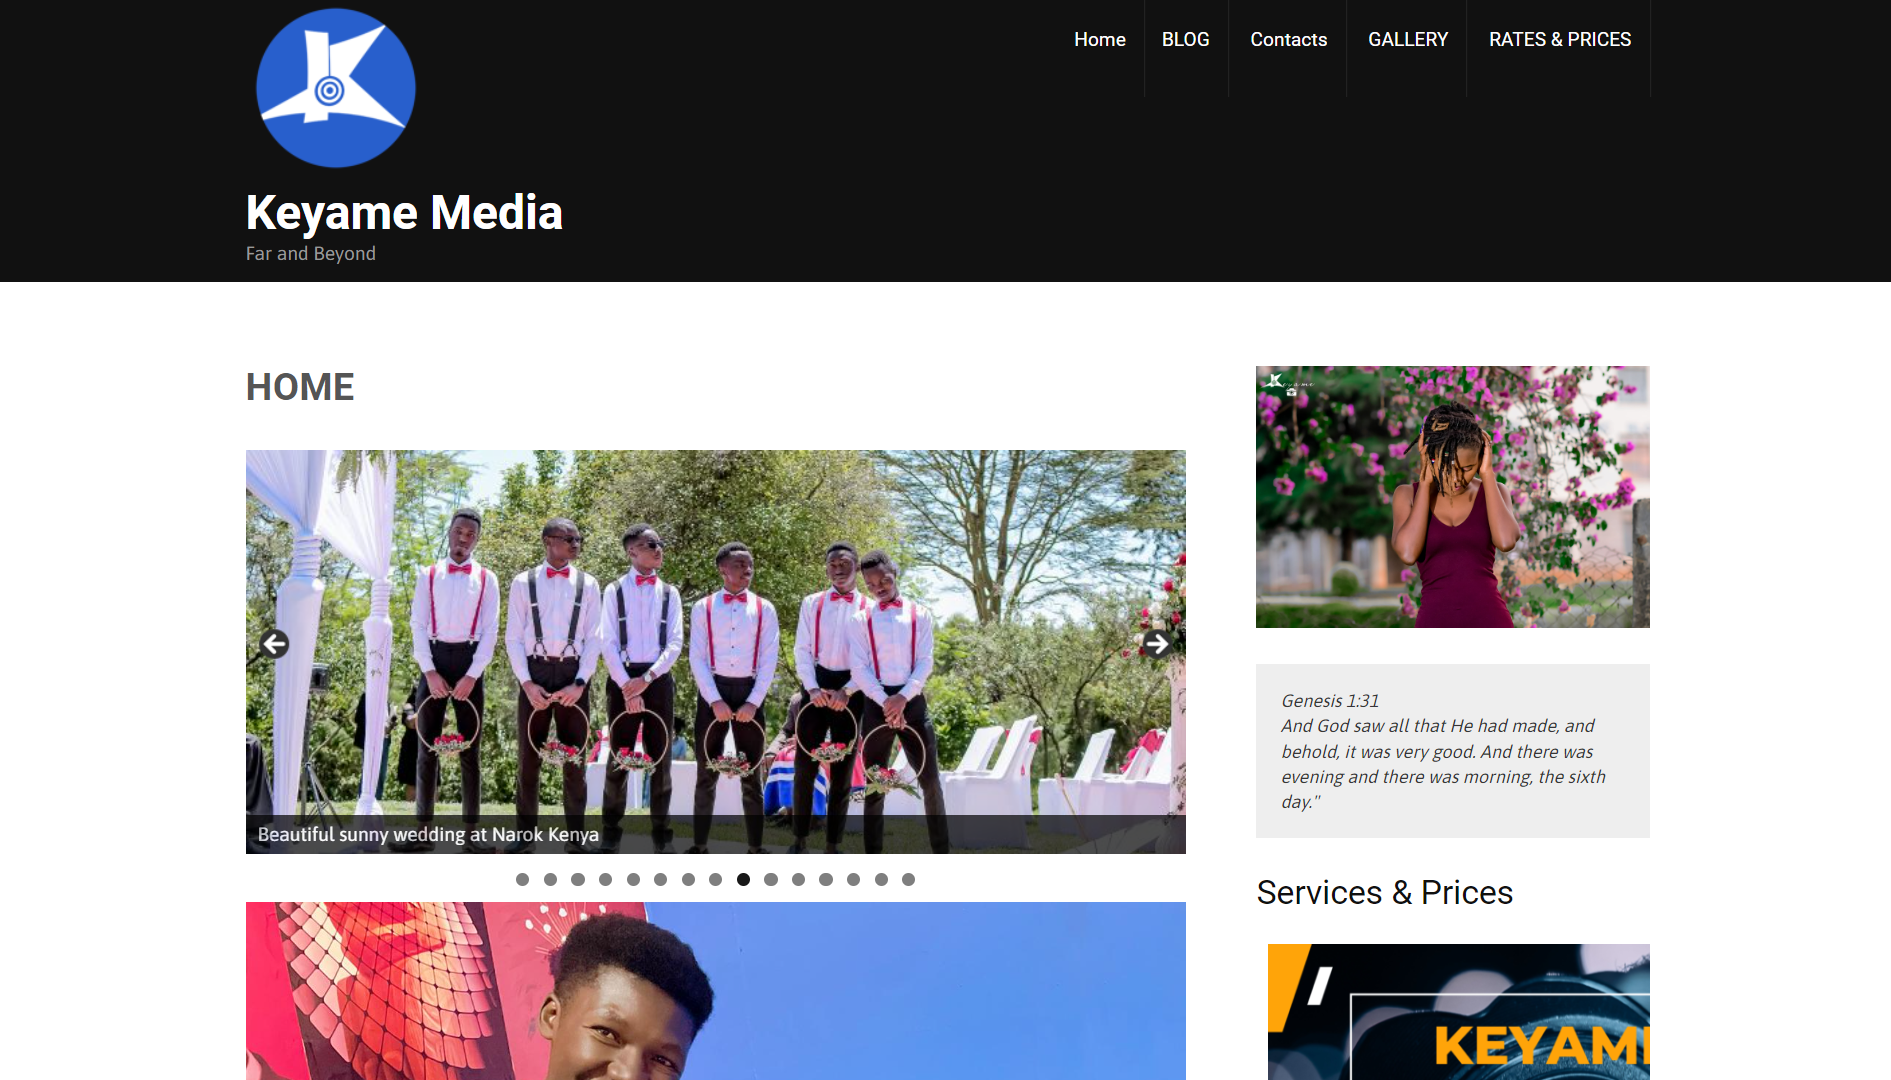 Home
BLOG
Contacts
GALLERY
RATES & PRICES
Keyame Media
Far and Beyond
HOME
Beautiful sunny wedding at Narok Kenya
Keyame
Genesis 1:31
And God saw all that He had made, and
behold, it was very good. And there was
evening and there was morning, the sixth
day."
Services & Prices
KEYAME